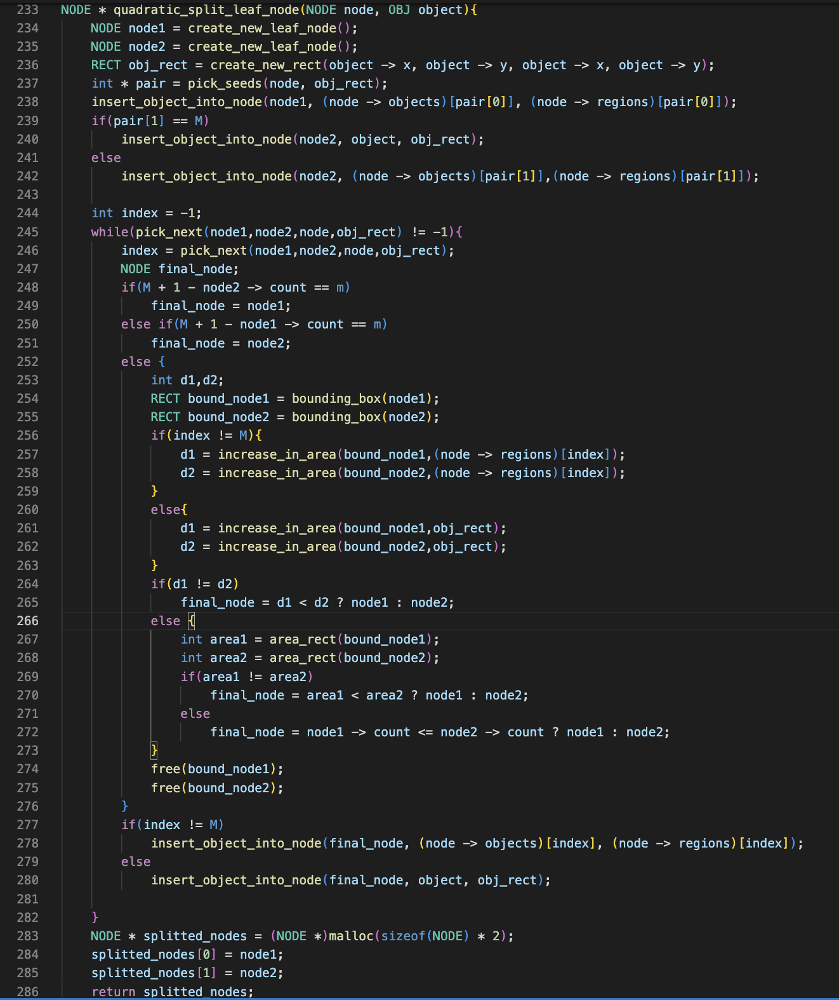 233 NODE * quadratic_split_leaf_node(NODE node, OBJ object){
234     NODE node1 = create_new_leaf_node();
235     NODE node2 = create_new_leaf_node();
236     RECT obj_rect = create_new_rect(object -> x, object -> y, object -> x, object -> y);
237     int * pair = pick_seeds(node, obj_rect);
238     insert_object_into_node(node1, (node -> objects)[pair[0]], (node -> regions)[pair[0]]);
239     if(pair[1] == M)
240         insert_object_into_node(node2, object, obj_rect);
241     else
242         insert_object_into_node(node2, (node -> objects)[pair[1]],(node -> regions)[pair[1]]);
243
244     int index = -1;
245     while(pick_next(node1,node2,node,obj_rect) != -1){
246         index = pick_next(node1,node2,node,obj_rect);
247         NODE final_node;
248         if(M + 1 - node2 -> count == m)
249             final_node = node1;
250         else if(M + 1 - node1 -> count == m)
251             final_node = node2;
252         else {
253             int d1,d2;
254             RECT bound_node1 = bounding_box(node1);
255             RECT bound_node2 = bounding_box(node2);
256             if(index != M){
257                 d1 = increase_in_area(bound_node1,(node -> regions)[index]);
258                 d2 = increase_in_area(bound_node2,(node -> regions)[index]);
259             }
260             else{
261                 d1 = increase_in_area(bound_node1,obj_rect);
262                 d2 = increase_in_area(bound_node2,obj_rect);
263             }
264             if(d1 != d2)
265                 final_node = d1 < d2 ? node1 : node2;
266             else {
267                 int area1 = area_rect(bound_node1);
268                 int area2 = area_rect(bound_node2);
269                 if(area1 != area2)
270                     final_node = area1 < area2 ? node1 : node2;
271                 else
272                     final_node = node1 -> count <= node2 -> count ? node1 : node2;
273             }
274             free(bound_node1);
275             free(bound_node2);
276         }
277         if(index != M)
278             insert_object_into_node(final_node, (node -> objects)[index], (node -> regions)[index]);
279         else
280             insert_object_into_node(final_node, object, obj_rect);
281
282     }
283     NODE * splitted_nodes = (NODE *)malloc(sizeof(NODE) * 2);
284     splitted_nodes[0] = node1;
285     splitted_nodes[1] = node2;
286     return splitted_nodes;